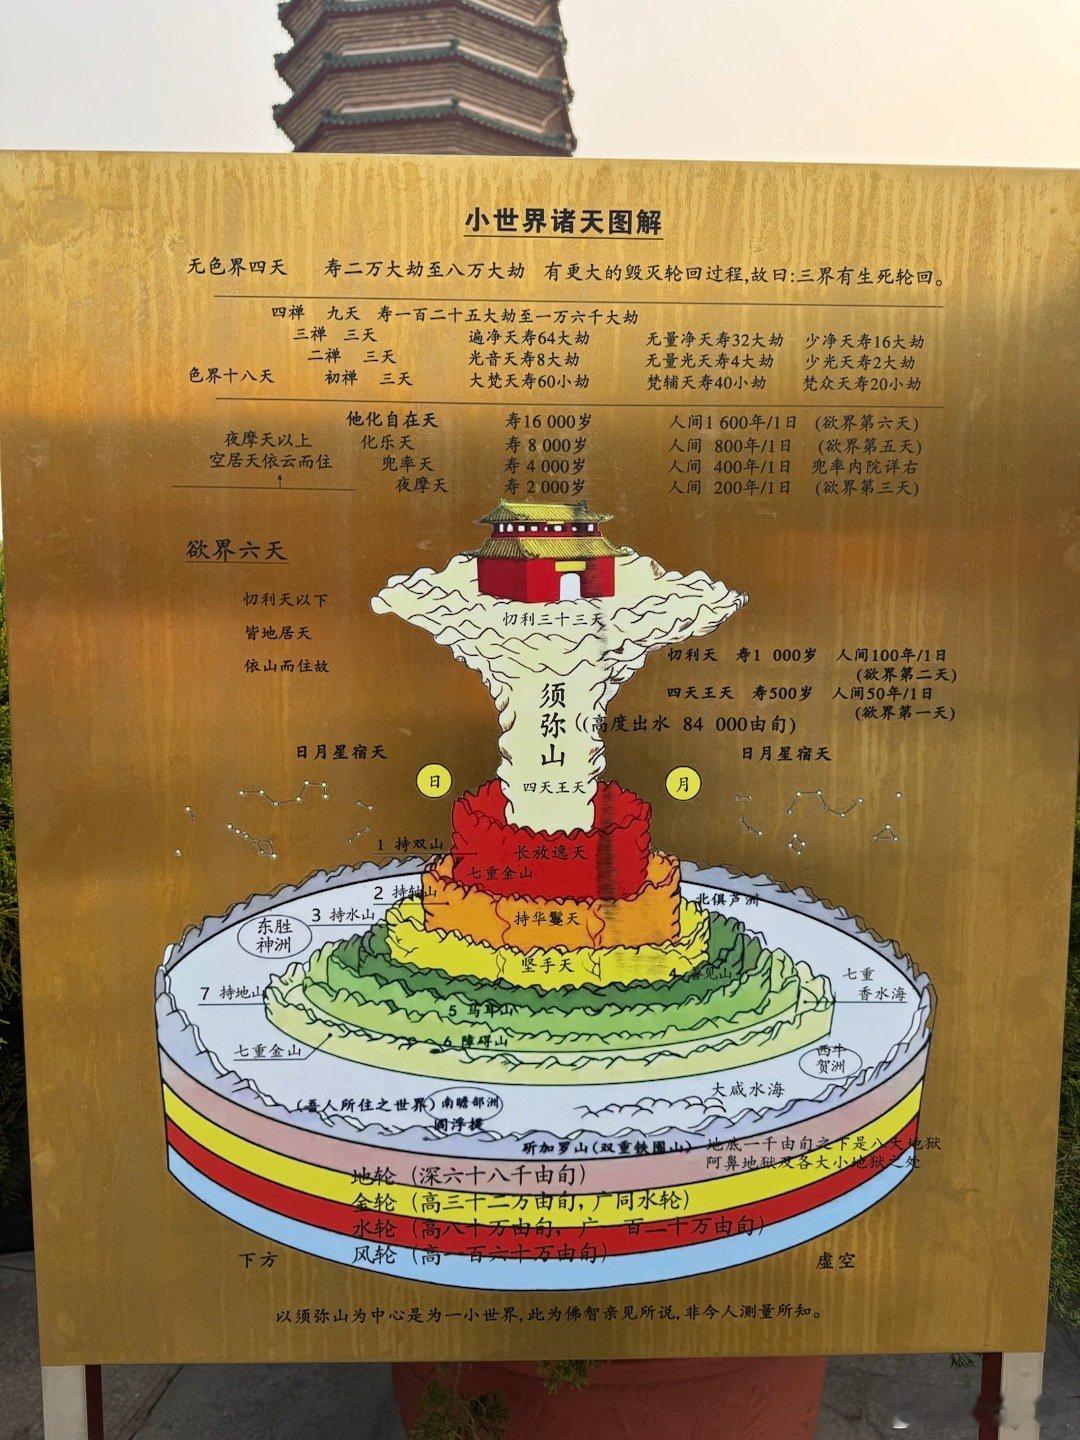 小世界诸天图解
无色界四天 寿二万大劫至八万大劫 有更大的毁灭轮回过程,故曰:三界有生死轮回。
四禅 九天 寿一百二十五大劫至一万六千大劫
三禅 三天 遍净天寿64大劫 无量净天寿32大劫 少净天寿16大劫
二禅 三天 光音天寿8大劫 无量光天寿4大劫 少光天寿2大劫
色界十八天 初禅 三天 大梵天寿60小劫 梵辅天寿40小劫 梵众天寿20小劫
他化自在天 寿16 000岁 人间1 600年/1日 (欲界第六天)
夜摩天以上 化乐天 寿8 000岁 人间 800年/1日 (欲界第五天)
空居天依云而住 兜率天 寿4 000岁 人间 400年/1日 兜率内院详右
夜摩天 寿2 000岁 人间 200年/1日 (欲界第三天)
欲界六天
忉利天以下
皆地居天
依山而住故
忉利三十三天
忉利天 寿1 000岁 人间100年/1日
(欲界第二天)
四天王天 寿500岁 人间50年/1日
(欲界第一天)
须弥山 ((高度出水 84 000由旬)
日月星宿天 日月星宿天
日 四天王天 月
1 持双山 长放逸天
七重金山
2 持轴山 北俱芦洲
3 持水山 持华鬘天
东胜神洲
坚手天 4 善见山
七重香水海
7 持地山
5 马耳山
6 障碍山
七重金山
西牛贺洲
大咸水海
(吾人所住之世界) 南瞻部洲
阎浮提
斫加罗山(双重铁围山) 地底一千由旬之下是八大地狱
阿鼻地狱及各大小地狱之处
地轮 (深六十八千由旬)
金轮 (高三十二万由旬,广同水轮)
水轮 (高八十万由旬, 广一百二十万由旬)
风轮 (高一百六十万由旬)
下方 虚空
以须弥山为中心是为一小世界,此为佛智亲见所说,非今人测量所知。